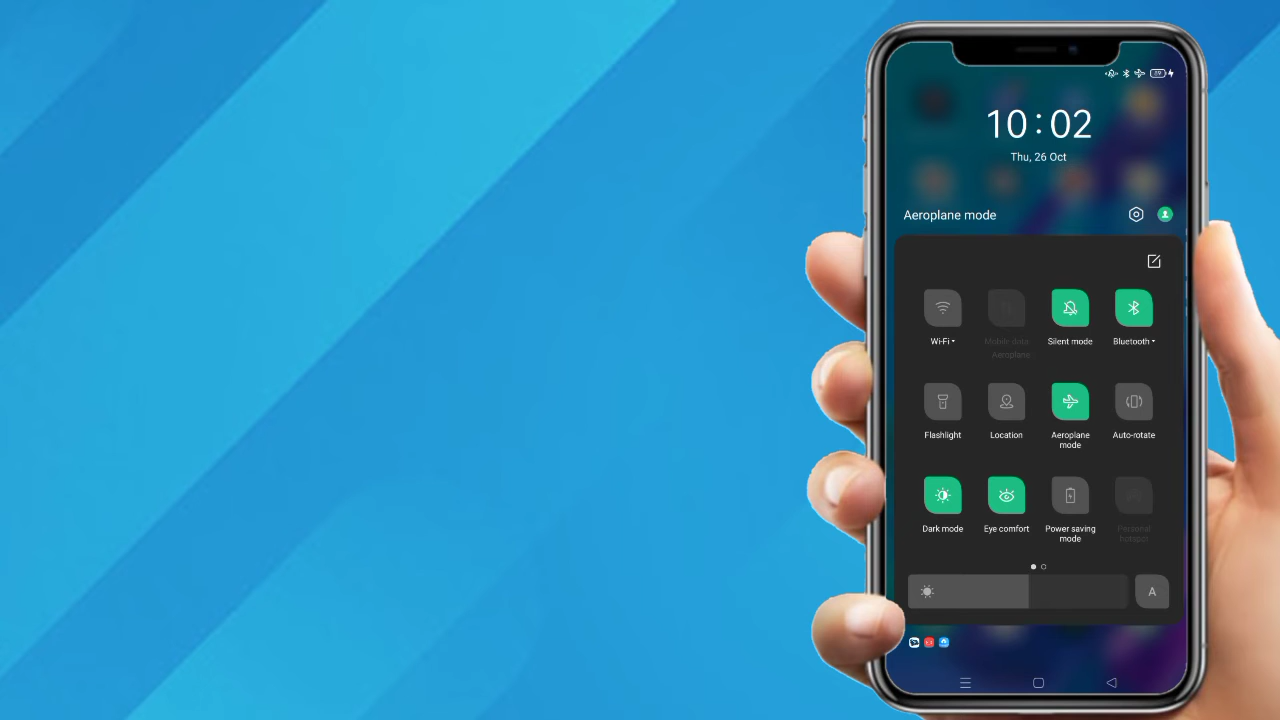 10:02
Thu, 26 Oct
Aeroplane mode
Wi-Fi
Mobile data
Silent mode
Bluetooth
Aeroplane
Flashlight
Location
Aeroplane
mode
Auto-rotate
Dark mode
Eye comfort
Power saving
mode
Personal
hotspot
A